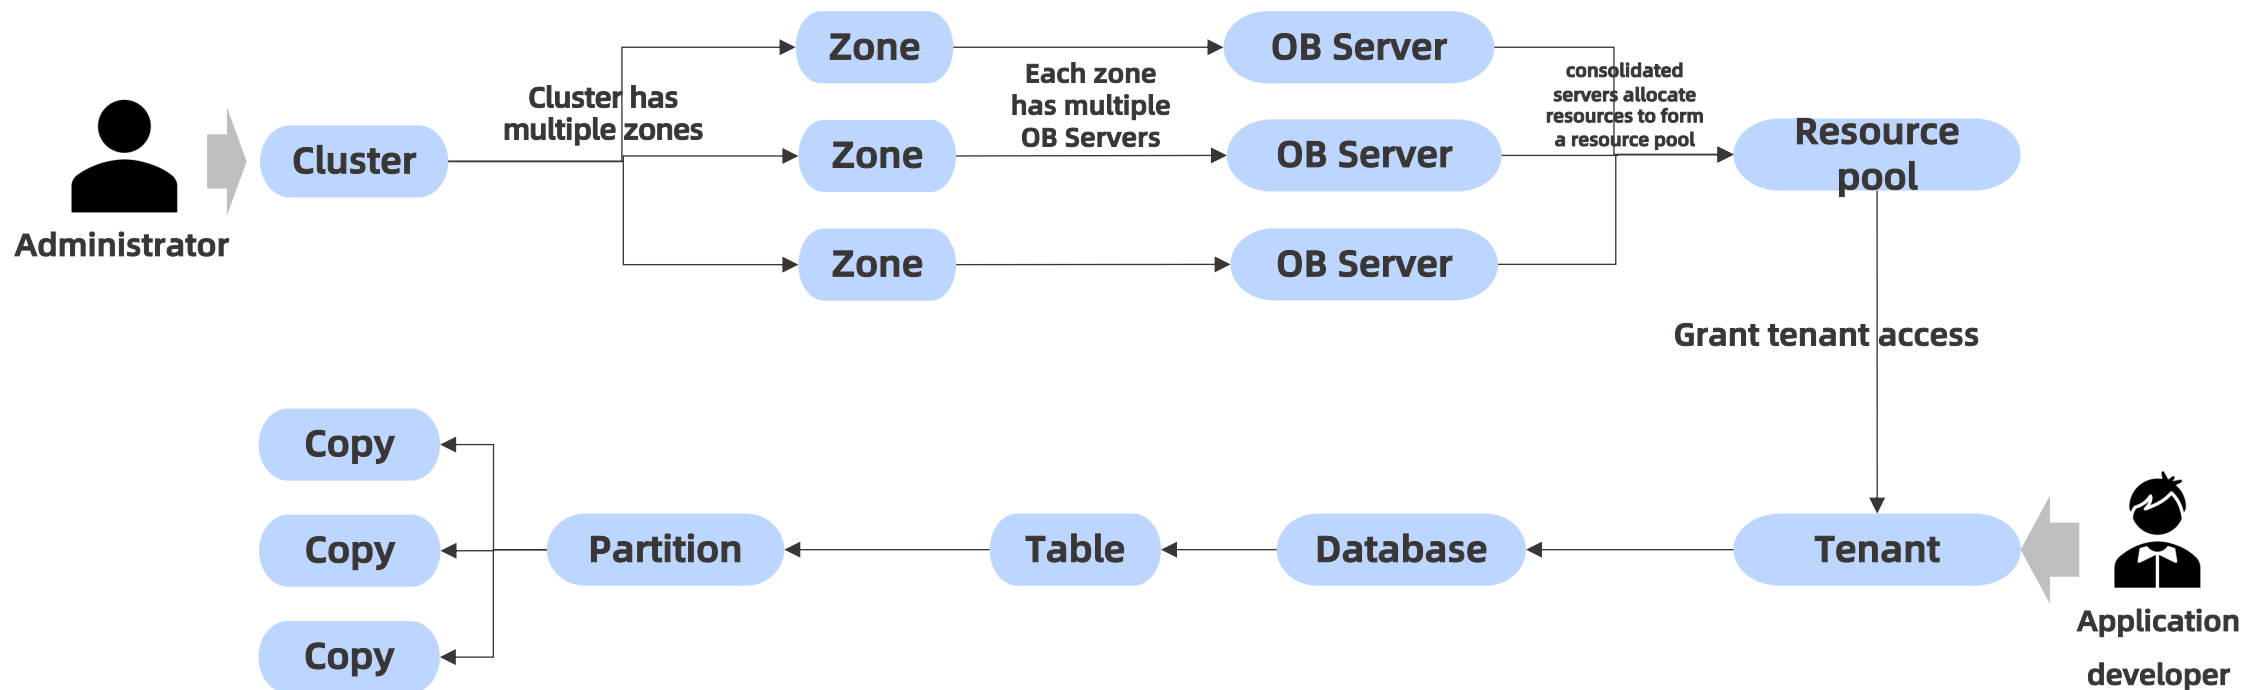 Zone
OB Server
Cluster has
multiple zones
Each zone
has multiple
OB Servers
consolidated
servers allocate
resources to form
a resource pool
Cluster
Zone
OB Server
Resource
pool
Administrator
Zone
OB Server
Grant tenant access
Copy
Copy
Partition
Table
Database
Tenant
Copy
Application
developer